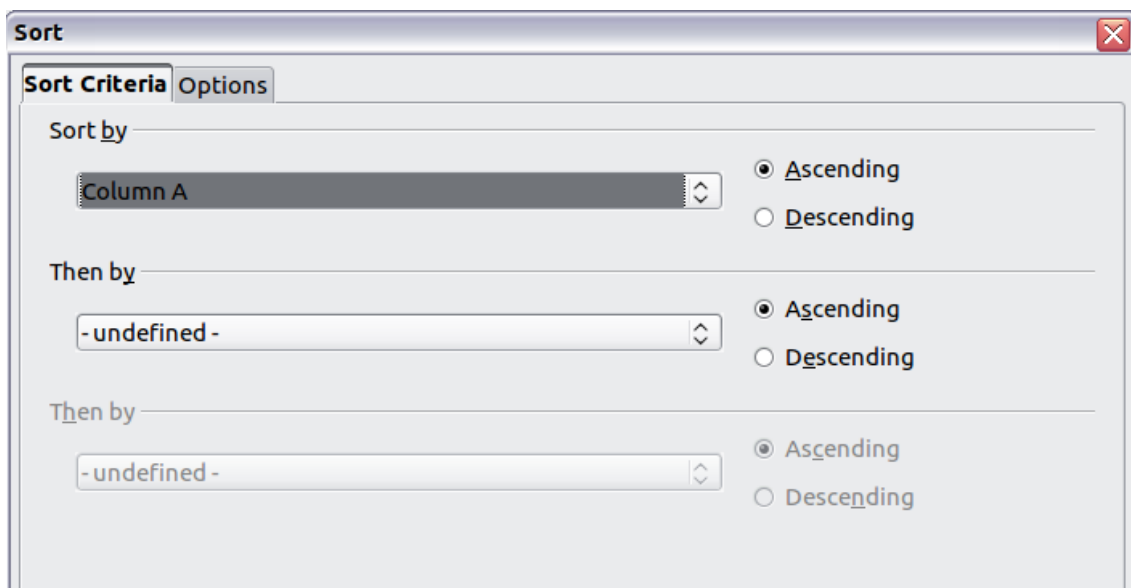 Sort
Sort Criteria Options
Sort by
Column A
Ascending
Descending
Then by
- undefined -
Ascending
Descending
Then by
- undefined -
Ascending
Descending